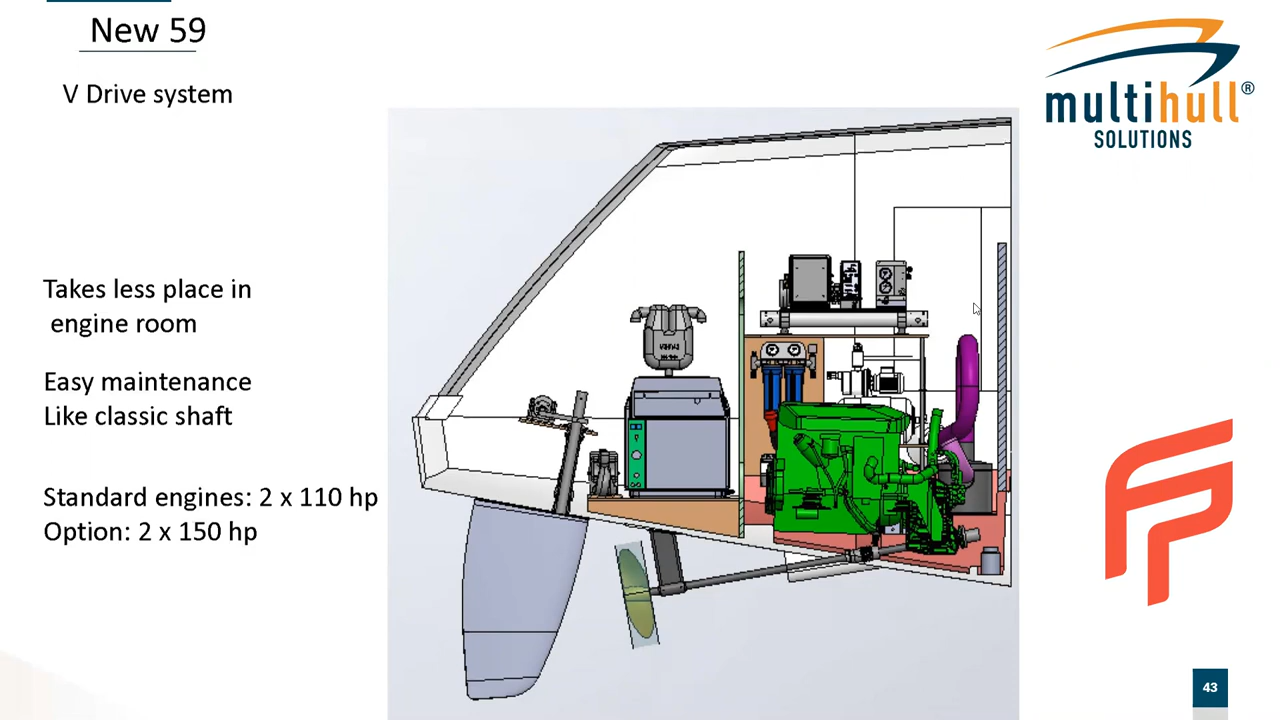 New 59
V Drive system
multihull®
SOLUTIONS
Takes less place in
engine room
Easy maintenance
Like classic shaft
Standard engines: 2 x 110 hp
Option: 2 x 150 hp
43